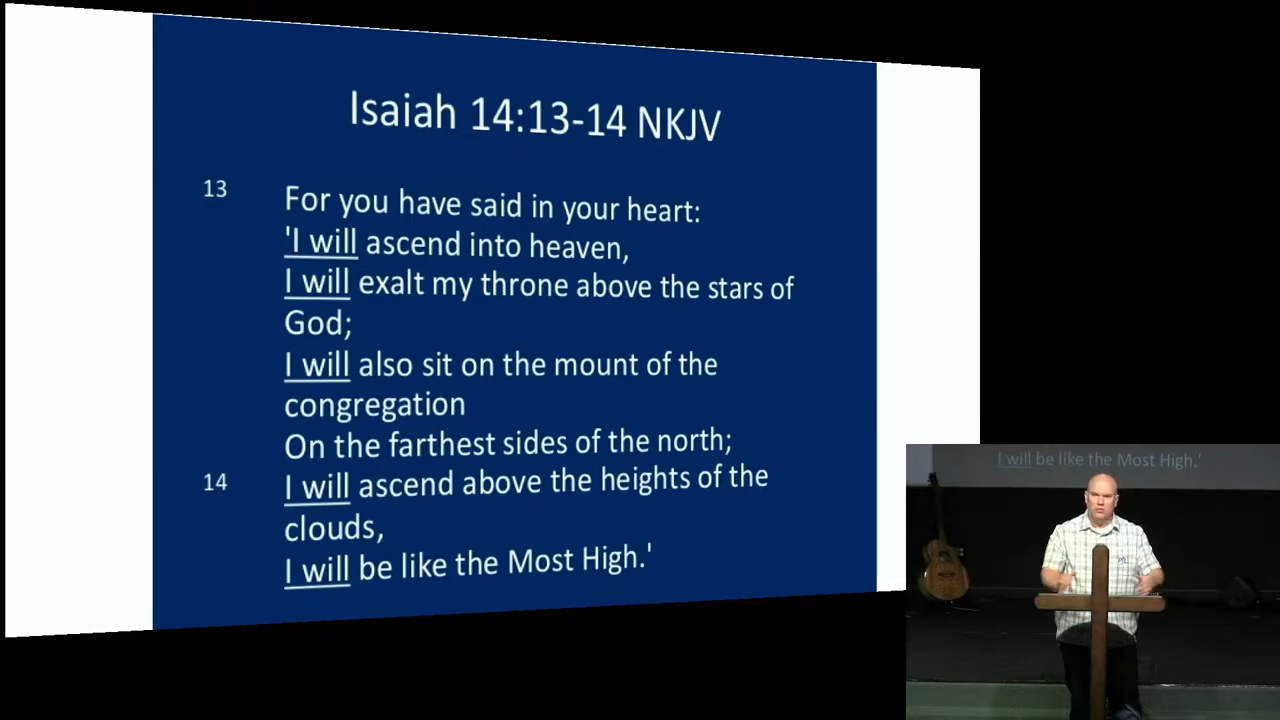 Isaiah 14:13-14 NKJV
13 For you have said in your heart:
'I will ascend into heaven,
I will exalt my throne above the stars of
God;
I will also sit on the mount of the
congregation
On the farthest sides of the north;
14 I will ascend above the heights of the
clouds,
I will be like the Most High.'
I will be like the Most High.'